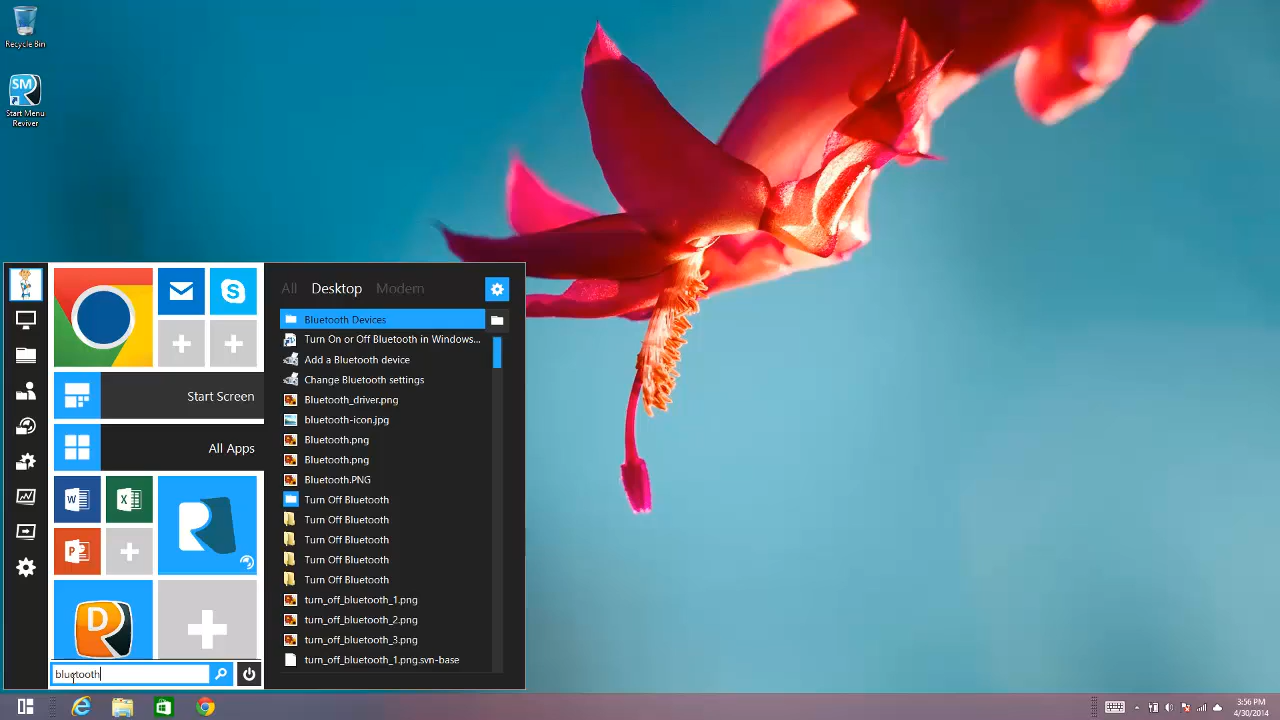 Recycle Bin
SM
Start Menu
Reviver
All Desktop Modern
Bluetooth Devices
Turn On or Off Bluetooth in Windows...
Add a Bluetooth device
Change Bluetooth settings
Bluetooth_driver.png
bluetooth-icon.jpg
Bluetooth.png
Bluetooth.png
Bluetooth.PNG
Turn Off Bluetooth
Turn Off Bluetooth
Turn Off Bluetooth
Turn Off Bluetooth
Turn Off Bluetooth
turn_off_bluetooth_1.png
turn_off_bluetooth_2.png
turn_off_bluetooth_3.png
turn_off_bluetooth_1.png.svn-base
Start Screen
All Apps
W
X
R
P
D
bluetooth
3:56 PM
4/30/2014